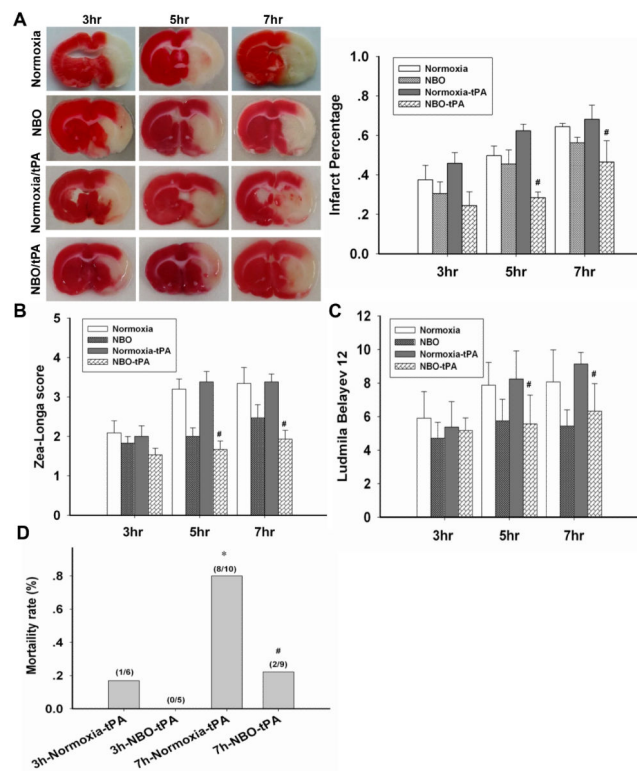 A
3hr 5hr 7hr
Normoxia
NBO
Normoxia/tPA
NBO/tPA
Infarct Percentage
1.0
.8
.6
.4
.2
0.0
Normoxia
NBO
Normoxia-tPA
NBO-tPA
#
#
3hr 5hr 7hr
B
Zea-Longa score
5
4
3
2
1
0
Normoxia
NBO
Normoxia-tPA
NBO-tPA
#
#
3hr 5hr 7hr
C
Ludmila Belayev 12
12
10
8
6
4
2
0
Normoxia
NBO
Normoxia-tPA
NBO-tPA
#
#
3hr 5hr 7hr
D
Mortaility rate (%)
.8
.6
.4
.2
0
(1/6)
(0/5)
*
(8/10)
#
(2/9)
3h-Normoxia-tPA
3h-NBO-tPA
7h-Normoxia-tPA
7h-NBO-tPA